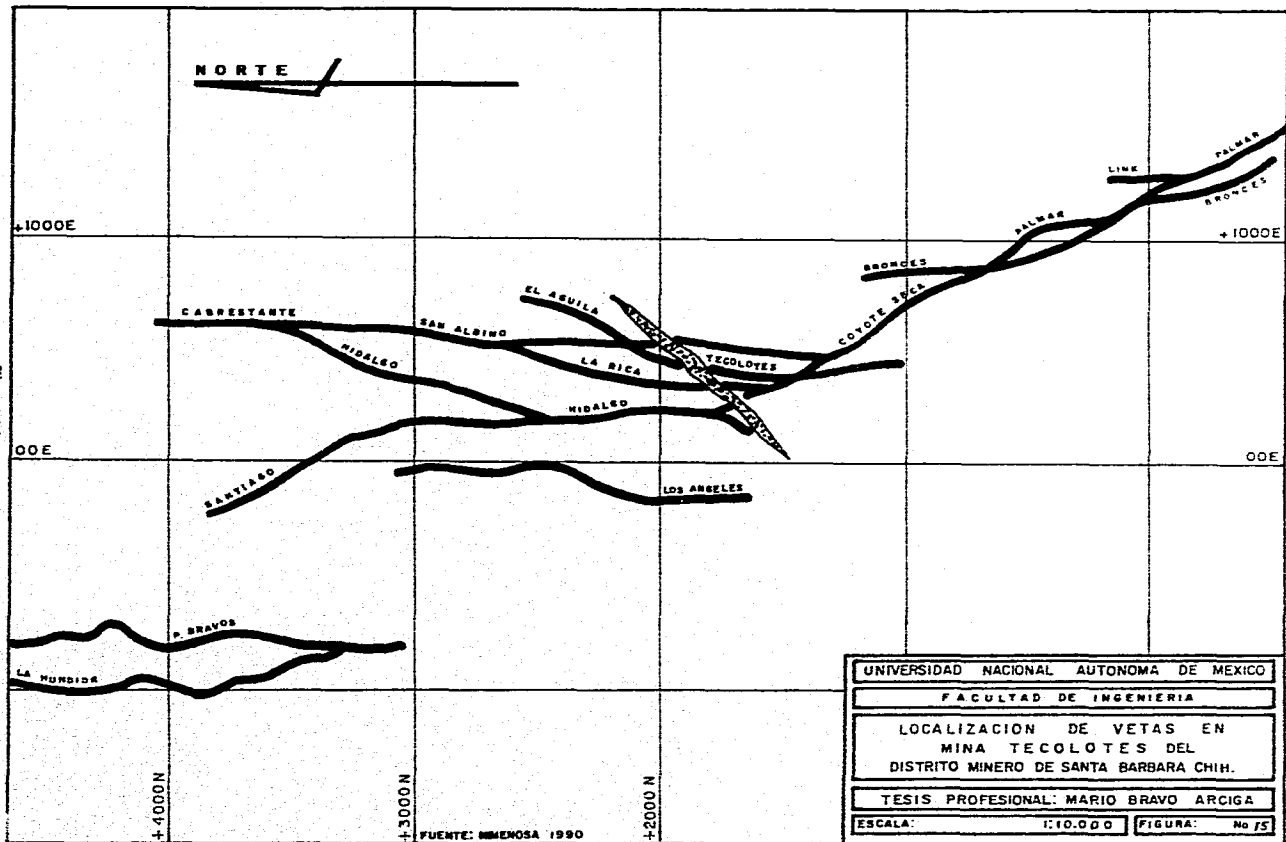 NORTE
LINK
PALMAR
BRONCES
+1000E
PALMAR
+1000E
BRONCES
EL AGUILA
COYOTE SECA
CABRESTANTE
SAN ALBINO
HIDALGO
LA RICA
TECOLOTES
HIDALGO
00E
00E
SANTIAGO
LOS ANGELES
P. BRAVOS
LA HUNDIDA
+4000N
+3000N
+2000N
FUENTE: MIMENOSA 1990
UNIVERSIDAD NACIONAL AUTONOMA DE MEXICO
FACULTAD DE INGENIERIA
LOCALIZACION DE VETAS EN
MINA TECOLOTES DEL
DISTRITO MINERO DE SANTA BARBARA CHIH.
TESIS PROFESIONAL: MARIO BRAVO ARCIGA
ESCALA: 1:10.000 FIGURA: No 15